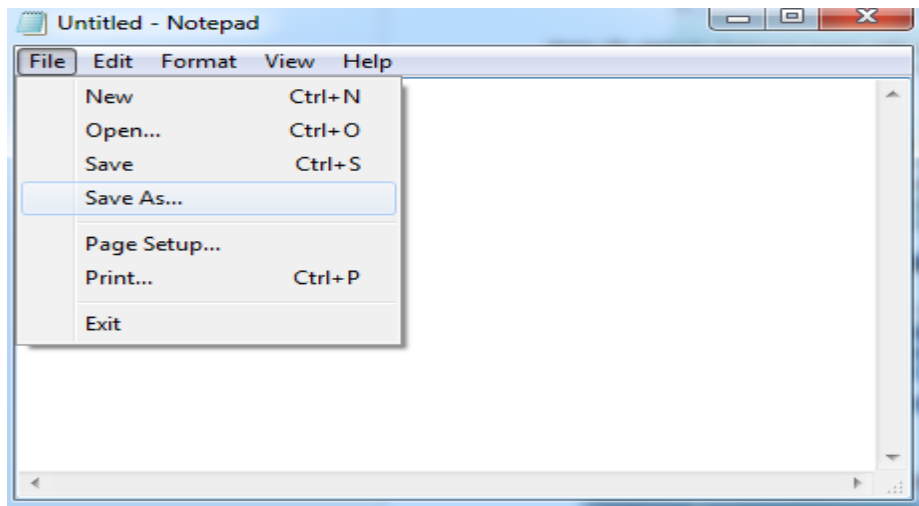 Untitled - Notepad
File Edit Format View Help
New Ctrl+N
Open... Ctrl+O
Save Ctrl+S
Save As...
Page Setup...
Print... Ctrl+P
Exit